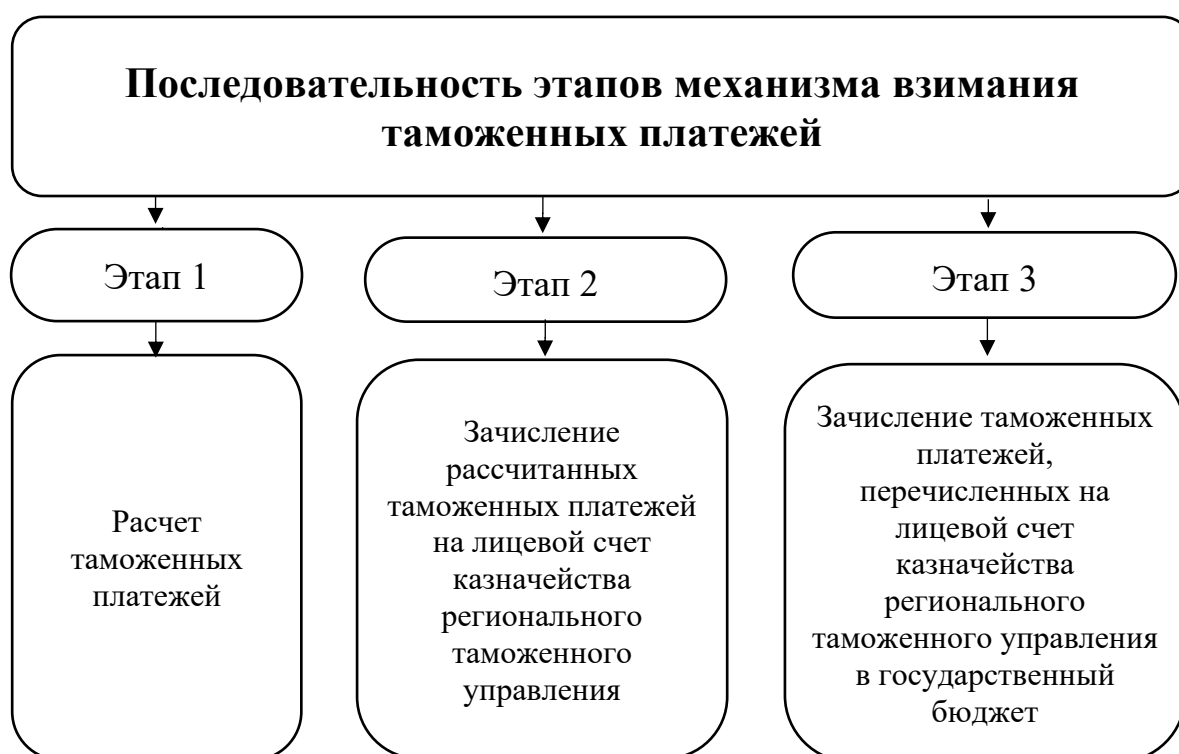 Последовательность этапов механизма взимания
таможенных платежей
Этап 1
Этап 2
Этап 3
Расчет
таможенных
платежей
Зачисление
рассчитанных
таможенных платежей
на лицевой счет
казначейства
регионального
таможенного
управления
Зачисление таможенных
платежей,
перечисленных на
лицевой счет
казначейства
регионального
таможенного управления
в государственный
бюджет